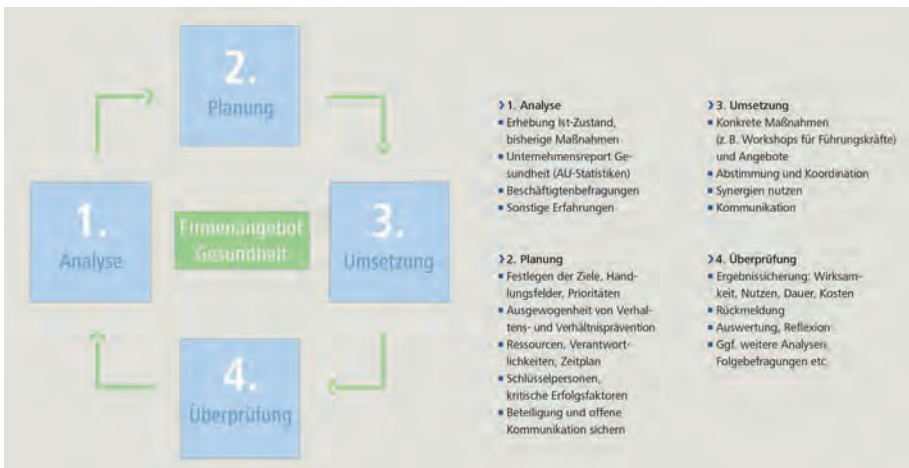 2.
Planung
1.
Analyse
Firmenangebot
Gesundheit
3.
Umsetzung
4.
Überprüfung
❯ 1. Analyse
▪ Erhebung Ist-Zustand,
bisherige Maßnahmen
▪ Unternehmensreport Ge-
sundheit (AU-Statistiken)
▪ Beschäftigtenbefragungen
▪ Sonstige Erfahrungen
❯ 2. Planung
▪ Festlegen der Ziele, Hand-
lungsfelder, Prioritäten
▪ Ausgewogenheit von Verhal-
tens- und Verhältnisprävention
▪ Ressourcen, Verantwort-
lichkeiten, Zeitplan
▪ Schlüsselpersonen,
kritische Erfolgsfaktoren
▪ Beteiligung und offene
Kommunikation sichern
❯ 3. Umsetzung
▪ Konkrete Maßnahmen
(z. B. Workshops für Führungskräfte)
und Angebote
▪ Abstimmung und Koordination
▪ Synergien nutzen
▪ Kommunikation
❯ 4. Überprüfung
▪ Ergebnissicherung: Wirksam-
keit, Nutzen, Dauer, Kosten
▪ Rückmeldung
▪ Auswertung, Reflexion
▪ Ggf. weitere Analysen
Folgebefragungen etc.